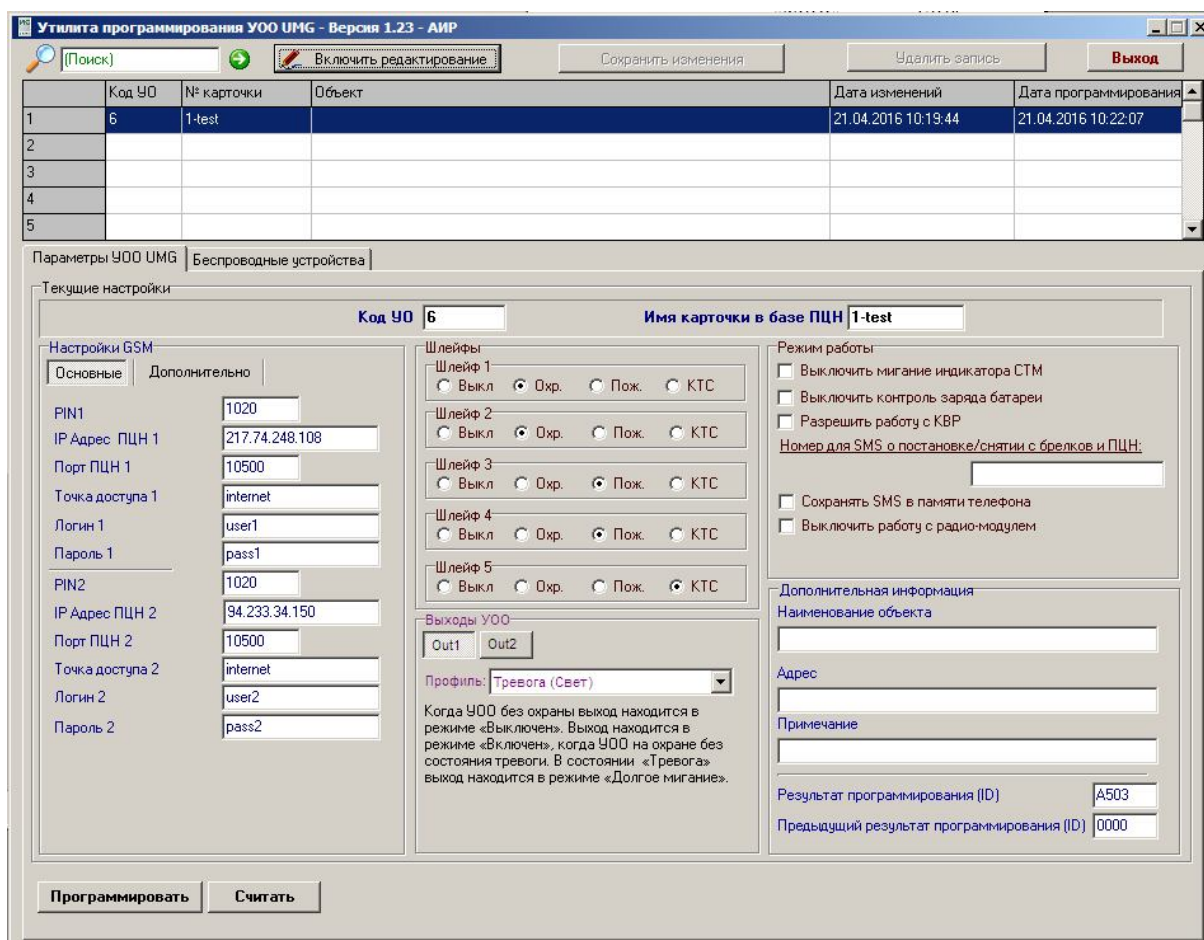 Утилита программирования УОО UMG - Версия 1.23 - АИР
(Поиск) Включить редактирование Сохранить изменения Удалить запись Выход
Код УО № карточки Объект Дата изменений Дата программирования
1 6 1-test 21.04.2016 10:19:44 21.04.2016 10:22:07
2
3
4
5
Параметры УОО UMG Беспроводные устройства
Текущие настройки
Код УО 6 Имя карточки в базе ПЦН 1-test
Настройки GSM
Основные Дополнительно
PIN1 1020
IP Адрес ПЦН 1 217.74.248.108
Порт ПЦН 1 10500
Точка доступа 1 internet
Логин 1 user1
Пароль 1 pass1
PIN2 1020
IP Адрес ПЦН 2 94.233.34.150
Порт ПЦН 2 10500
Точка доступа 2 internet
Логин 2 user2
Пароль 2 pass2
Шлейфы
Шлейф 1
Выкл Охр. Пож. КТС
Шлейф 2
Выкл Охр. Пож. КТС
Шлейф 3
Выкл Охр. Пож. КТС
Шлейф 4
Выкл Охр. Пож. КТС
Шлейф 5
Выкл Охр. Пож. КТС
Выходы УОО
Out1 Out2
Профиль: Тревога (Свет)
Когда УОО без охраны выход находится в
режиме «Выключен». Выход находится в
режиме «Включен», когда УОО на охране без
состояния тревоги. В состоянии «Тревога»
выход находится в режиме «Долгое мигание».
Режим работы
Выключить мигание индикатора СТМ
Выключить контроль заряда батареи
Разрешить работу с КВР
Номер для SMS о постановке/снятии с брелков и ПЦН:
Сохранять SMS в памяти телефона
Выключить работу с радио-модулем
Дополнительная информация
Наименование объекта
Адрес
Примечание
Результат программирования (ID) A503
Предыдущий результат программирования (ID) 0000
Программировать Считать